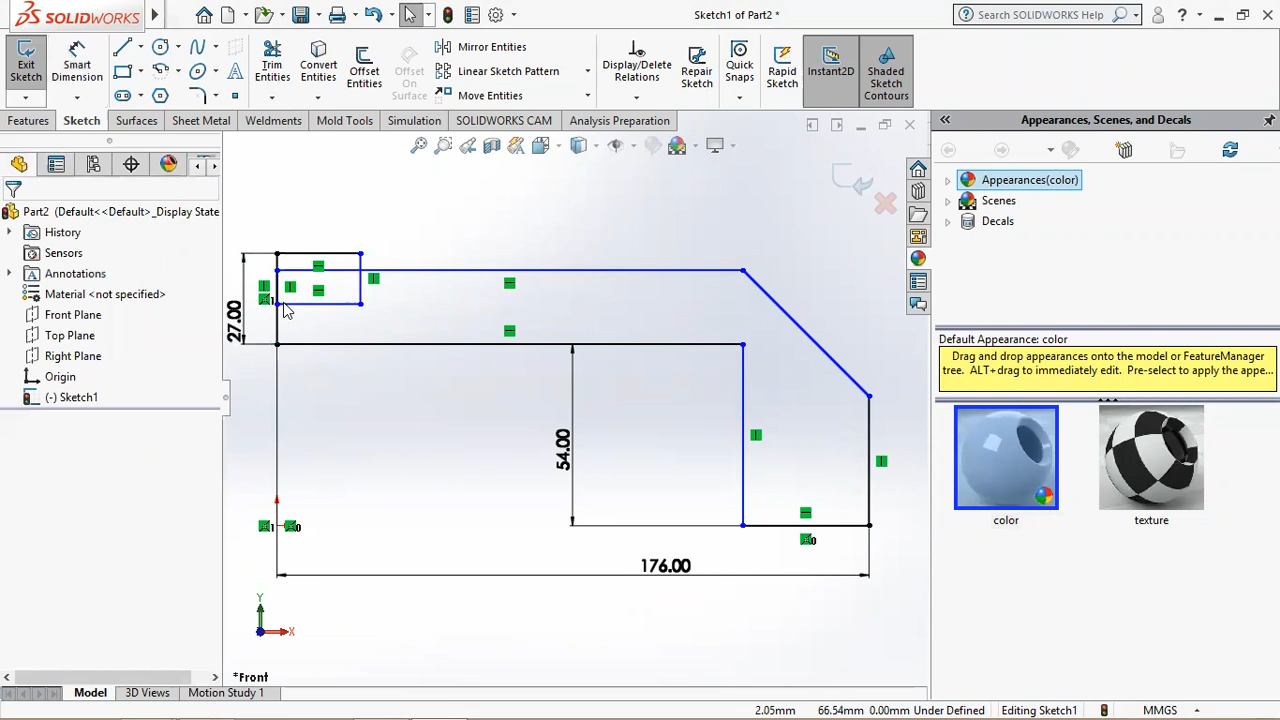 SOLIDWORKS
Sketch1 of Part2 *
Search SOLIDWORKS Help
?
Exit Sketch
Smart Dimension
Trim Entities
Convert Entities
Offset Entities
Offset On Surface
Mirror Entities
Linear Sketch Pattern
Move Entities
Display/Delete Relations
Repair Sketch
Quick Snaps
Rapid Sketch
Instant2D
Shaded Sketch Contours
Features
Sketch
Surfaces
Sheet Metal
Weldments
Mold Tools
Simulation
SOLIDWORKS CAM
Analysis Preparation
Appearances, Scenes, and Decals
Appearances(color)
Scenes
Decals
Part2 (Default<<Default>_Display State
History
Sensors
Annotations
Material <not specified>
Front Plane
Top Plane
Right Plane
Origin
(-) Sketch1
27.00
54.00
176.00
1
1
0
0
Default Appearance: color
Drag and drop appearances onto the model or FeatureManager
tree. ALT+drag to immediately edit. Pre-select to apply the appe...
color
texture
Y
X
*Front
Model
3D Views
Motion Study 1
2.05mm
66.54mm
0.00mm
Under Defined
Editing Sketch1
MMGS